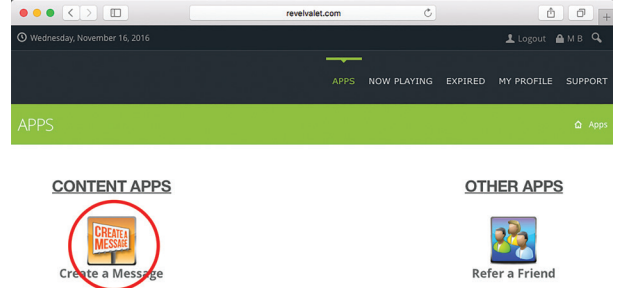 revelvalet.com
Wednesday, November 16, 2016 Logout M B
APPS NOW PLAYING EXPIRED MY PROFILE SUPPORT
APPS Apps
CONTENT APPS OTHER APPS
CREATE A
MESSAGE
Create a Message Refer a Friend